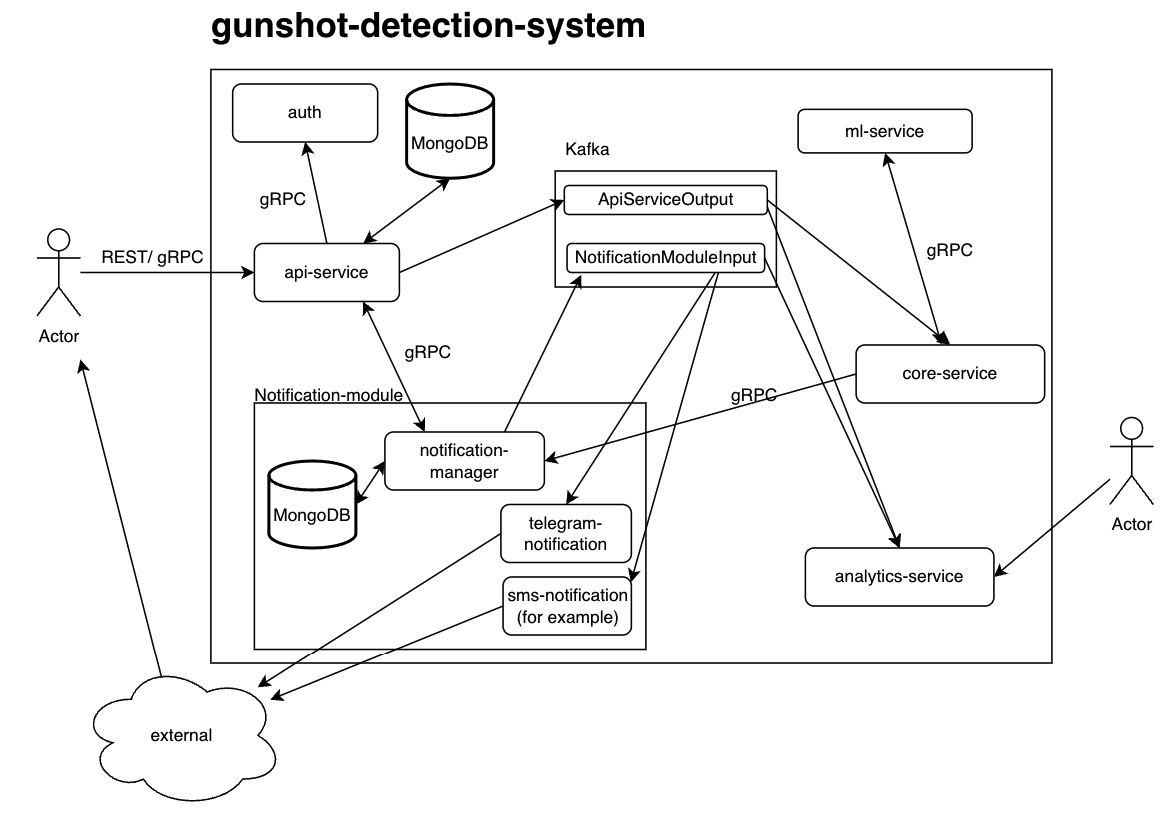 gunshot-detection-system
auth
MongoDB
Kafka
ml-service
ApiServiceOutput
gRPC
REST/ gRPC
api-service
NotificationModuleInput
gRPC
Actor
gRPC
core-service
Notification-module
gRPC
notification-
manager
MongoDB
telegram-
notification
Actor
analytics-service
sms-notification
(for example)
external